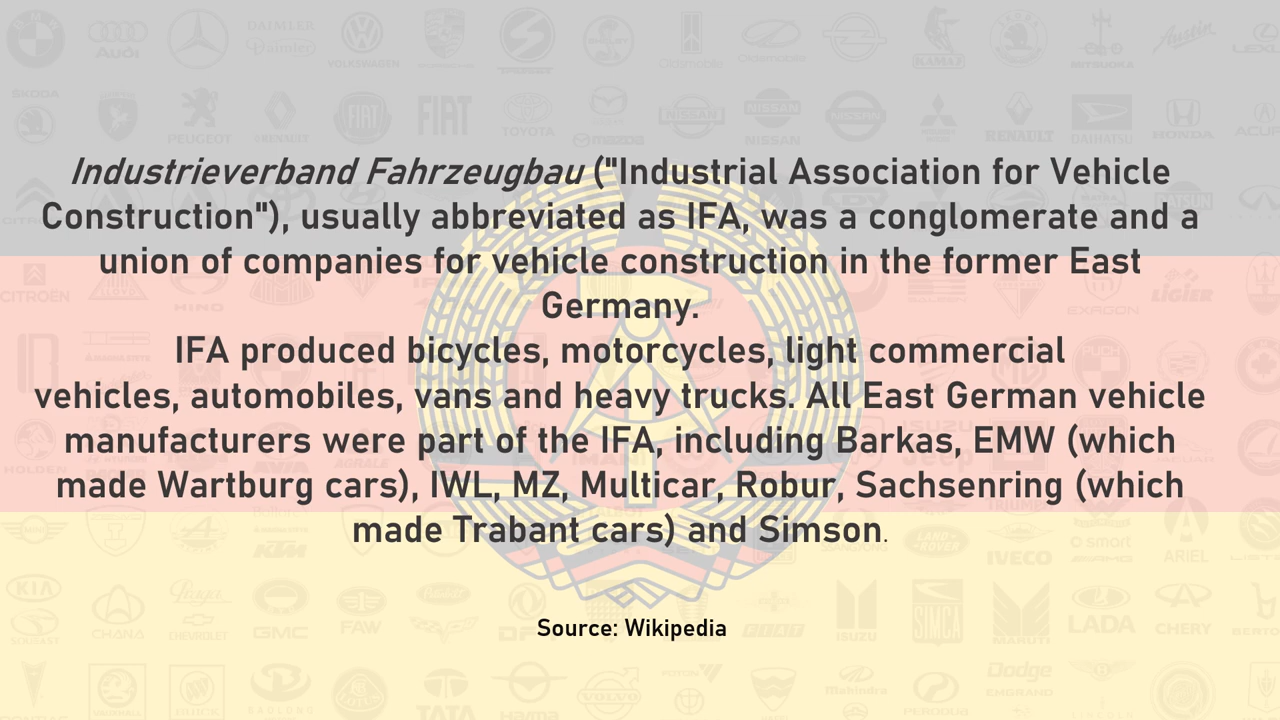 Industrieverband Fahrzeugbau ("Industrial Association for Vehicle
Construction"), usually abbreviated as IFA, was a conglomerate and a
union of companies for vehicle construction in the former East
Germany.
IFA produced bicycles, motorcycles, light commercial
vehicles, automobiles, vans and heavy trucks. All East German vehicle
manufacturers were part of the IFA, including Barkas, EMW (which
made Wartburg cars), IWL, MZ, Multicar, Robur, Sachsenring (which
made Trabant cars) and Simson.
Source: Wikipedia